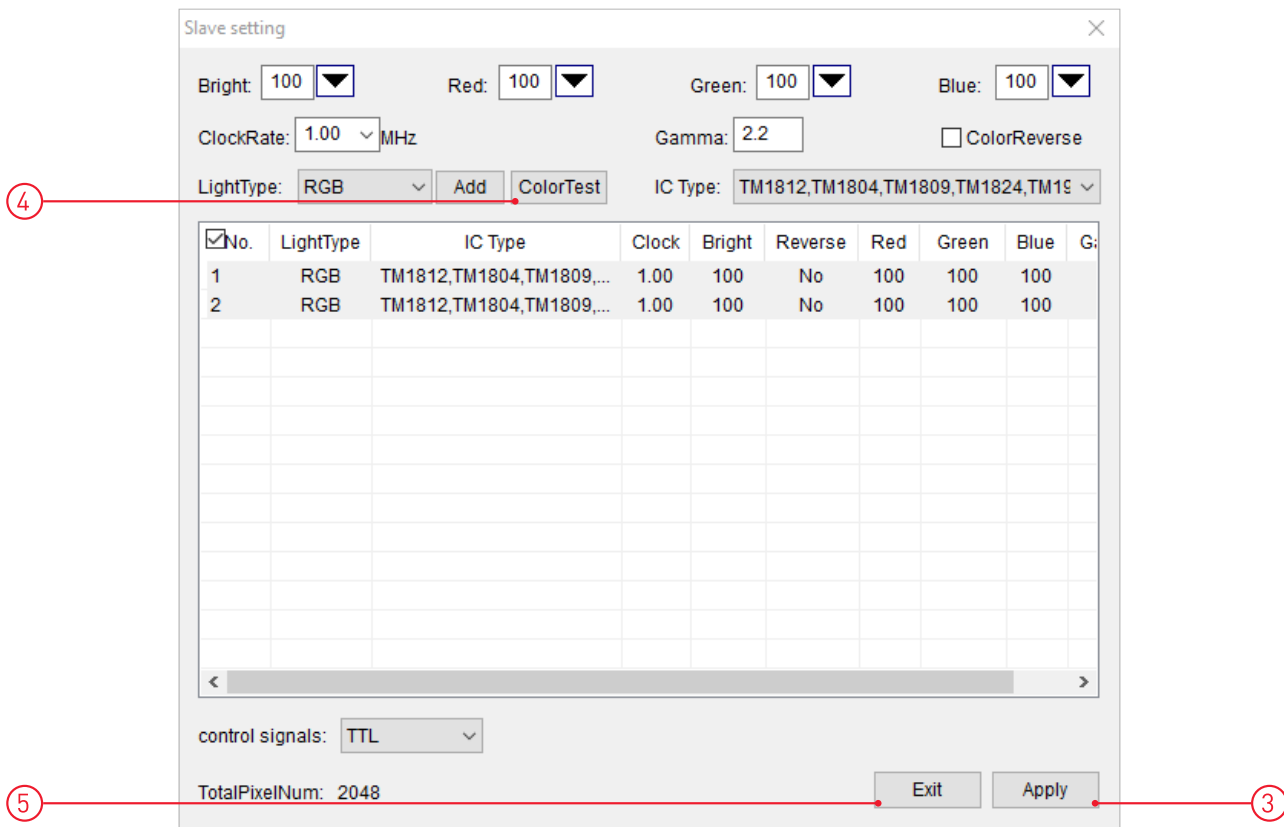 Slave setting
Bright: 100 Red: 100 Green: 100 Blue: 100
ClockRate: 1.00 MHz Gamma: 2.2 ColorReverse
4 LightType: RGB Add ColorTest IC Type: TM1812,TM1804,TM1809,TM1824,TM19
No. LightType IC Type Clock Bright Reverse Red Green Blue Ga
1 RGB TM1812,TM1804,TM1809,... 1.00 100 No 100 100 100
2 RGB TM1812,TM1804,TM1809,... 1.00 100 No 100 100 100
control signals: TTL
5 TotalPixelNum: 2048 Exit Apply 3